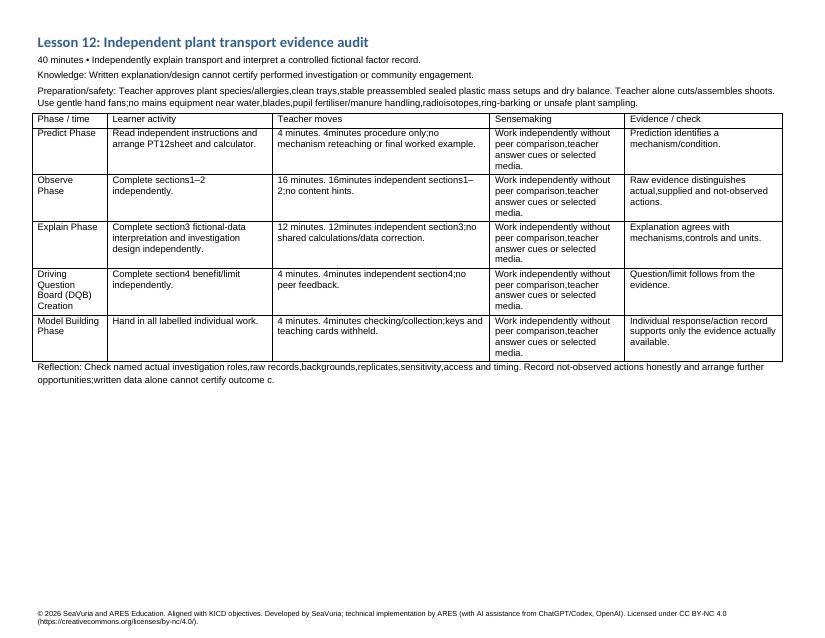 Lesson 12: Independent plant transport evidence audit
40 minutes • Independently explain transport and interpret a controlled fictional factor record.
Knowledge: Written explanation/design cannot certify performed investigation or community engagement.
Preparation/safety: Teacher approves plant species/allergies,clean trays,stable preassembled sealed plastic mass setups and dry balance. Teacher alone cuts/assembles shoots.
Use gentle hand fans;no mains equipment near water,blades,pupil fertiliser/manure handling,radioisotopes,ring-barking or unsafe plant sampling.
Phase / time
Learner activity
Teacher moves
Sensemaking
Evidence / check
Predict Phase
Read independent instructions and
arrange PT12sheet and calculator.
4 minutes. 4minutes procedure only;no
mechanism reteaching or final worked example.
Work independently without
peer comparison,teacher
answer cues or selected
media.
Prediction identifies a
mechanism/condition.
Observe
Phase
Complete sections1–2
independently.
16 minutes. 16minutes independent sections1–
2;no content hints.
Work independently without
peer comparison,teacher
answer cues or selected
media.
Raw evidence distinguishes
actual,supplied and not-observed
actions.
Explain Phase
Complete section3 fictional-data
interpretation and investigation
design independently.
12 minutes. 12minutes independent section3;no
shared calculations/data correction.
Work independently without
peer comparison,teacher
answer cues or selected
media.
Explanation agrees with
mechanisms,controls and units.
Driving
Question
Board (DQB)
Creation
Complete section4 benefit/limit
independently.
4 minutes. 4minutes independent section4;no
peer feedback.
Work independently without
peer comparison,teacher
answer cues or selected
media.
Question/limit follows from the
evidence.
Model Building
Phase
Hand in all labelled individual work.
4 minutes. 4minutes checking/collection;keys and
teaching cards withheld.
Work independently without
peer comparison,teacher
answer cues or selected
media.
Individual response/action record
supports only the evidence actually
available.
Reflection: Check named actual investigation roles,raw records,backgrounds,replicates,sensitivity,access and timing. Record not-observed actions honestly and arrange further
opportunities;written data alone cannot certify outcome c.
© 2026 SeaVuria and ARES Education. Aligned with KICD objectives. Developed by SeaVuria; technical implementation by ARES (with AI assistance from ChatGPT/Codex, OpenAI). Licensed under CC BY-NC 4.0
(https://creativecommons.org/licenses/by-nc/4.0/).